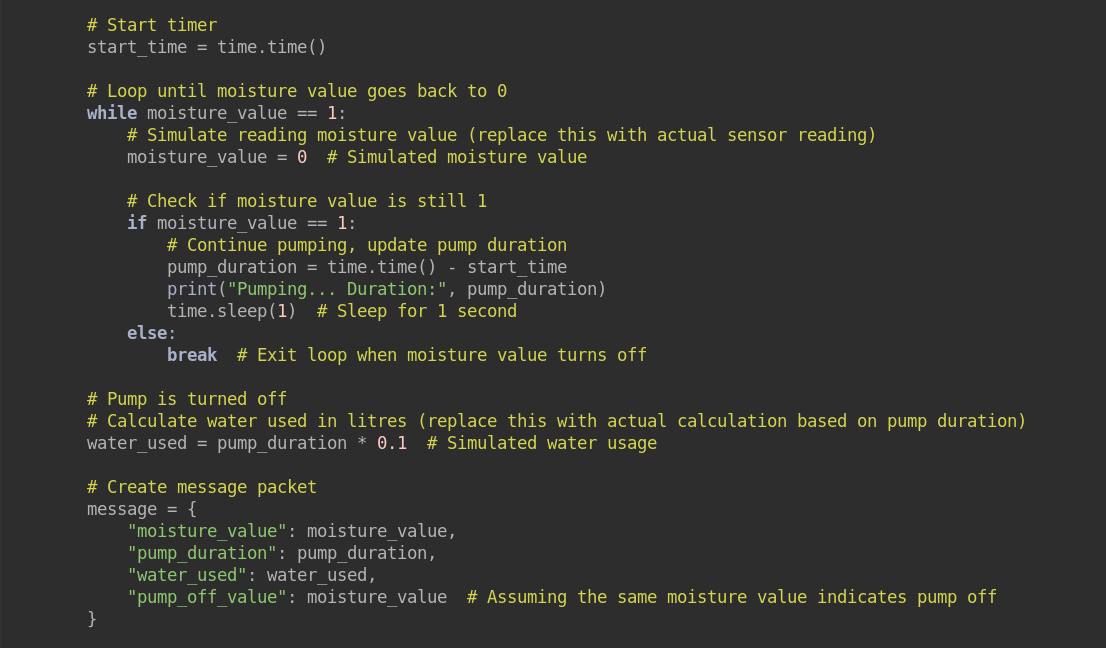 # Start timer
start_time = time.time()
# Loop until moisture value goes back to 0
while moisture_value == 1:
# Simulate reading moisture value (replace this with actual sensor reading)
moisture_value = 0  # Simulated moisture value
# Check if moisture value is still 1
if moisture_value == 1:
# Continue pumping, update pump duration
pump_duration = time.time() - start_time
print("Pumping... Duration:", pump_duration)
time.sleep(1)  # Sleep for 1 second
else:
break  # Exit loop when moisture value turns off
# Pump is turned off
# Calculate water used in litres (replace this with actual calculation based on pump duration)
water_used = pump_duration * 0.1  # Simulated water usage
# Create message packet
message = {
"moisture_value": moisture_value,
"pump_duration": pump_duration,
"water_used": water_used,
"pump_off_value": moisture_value  # Assuming the same moisture value indicates pump off
}